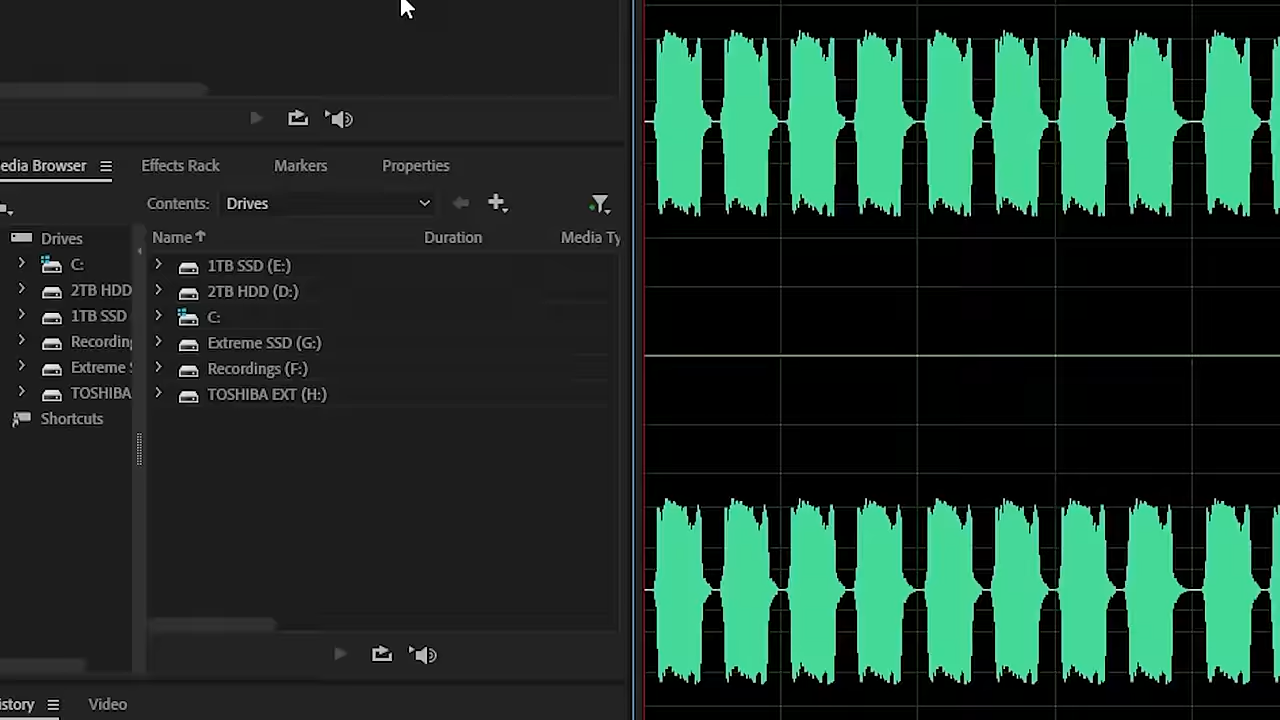 edia Browser Effects Rack Markers Properties
Contents: Drives
Drives
C:
2TB HDD
1TB SSD
Recording
Extreme S
TOSHIBA
Shortcuts
Name Duration Media Ty
1TB SSD (E:)
2TB HDD (D:)
C:
Extreme SSD (G:)
Recordings (F:)
TOSHIBA EXT (H:)
istory Video